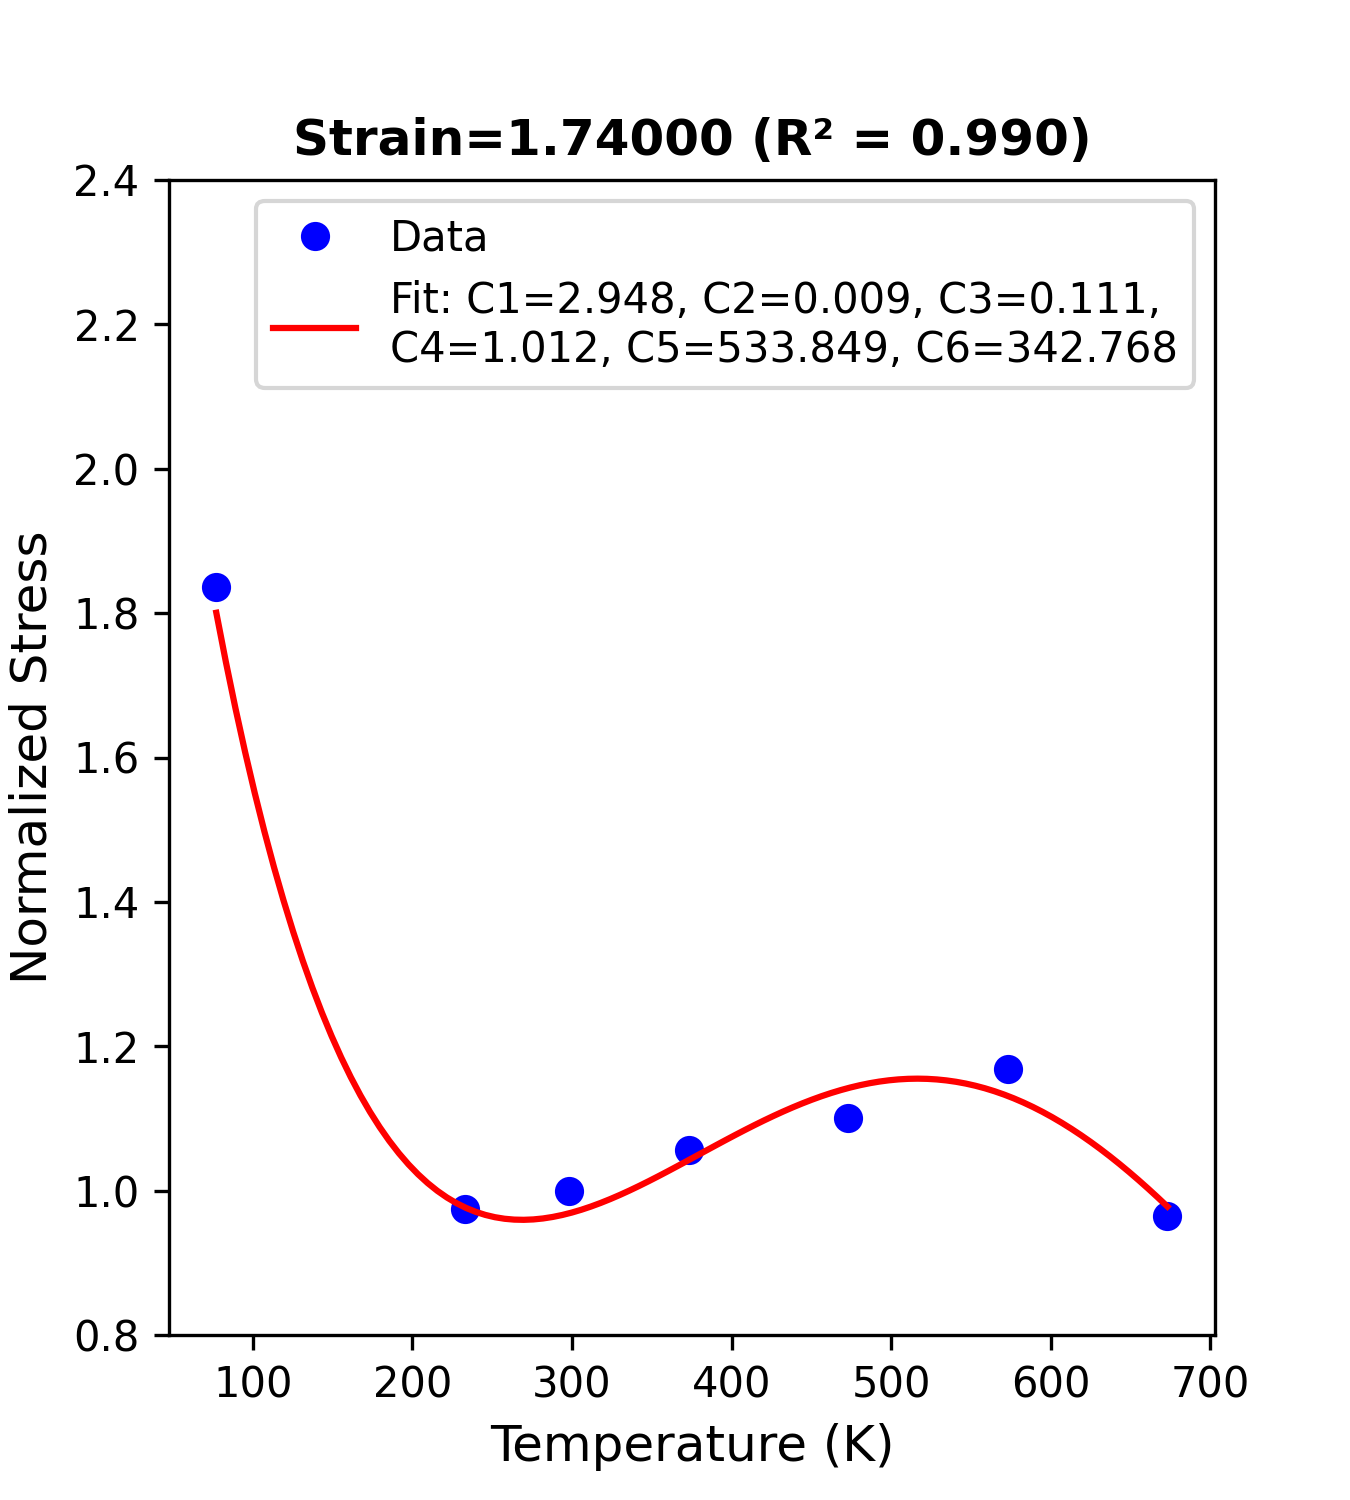 Strain=1.74000 (R² = 0.990)
2.4
2.2
2.0
1.8
1.6
1.4
1.2
1.0
0.8
Normalized Stress
Data
Fit: C1=2.948, C2=0.009, C3=0.111,
C4=1.012, C5=533.849, C6=342.768
100 200 300 400 500 600 700
Temperature (K)